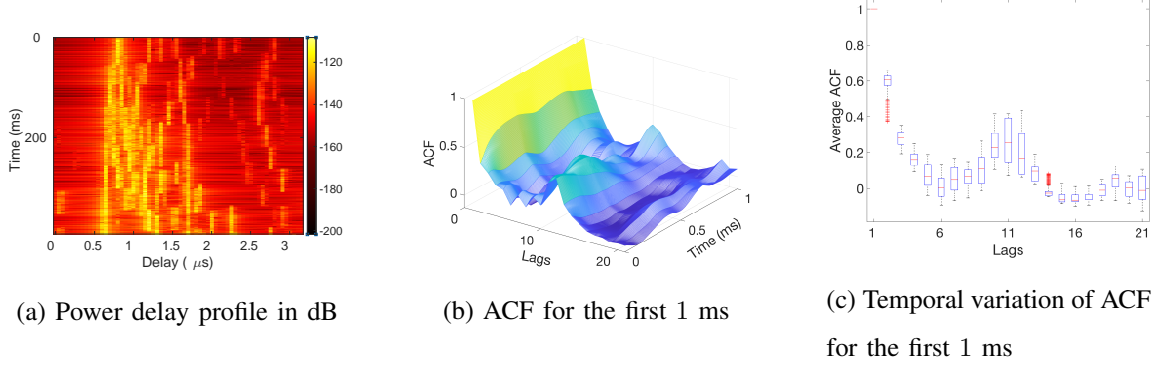 0
200
Time (ms)
0 0.5 1 1.5 2 2.5 3
Delay ( μs)
-120
-140
-160
-180
-200
(a) Power delay profile in dB
1
0.5
0
ACF
0
10
20
Lags
0
0.5
1
Time (ms)
(b) ACF for the first 1 ms
1
0.8
0.6
0.4
0.2
0
Average ACF
1 6 11 16 21
Lags
(c) Temporal variation of ACF
for the first 1 ms